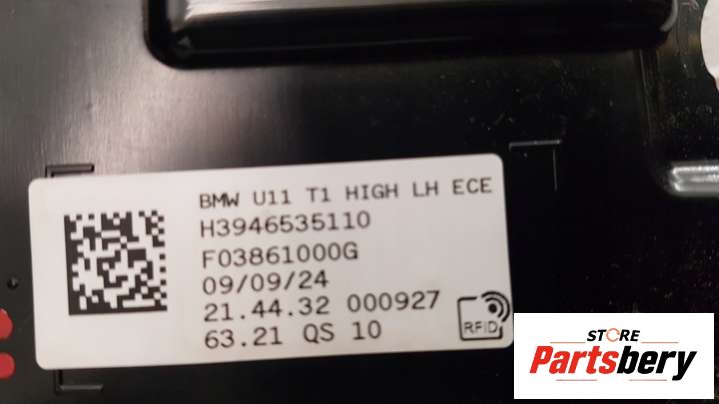 BMW U11 T1 HIGH LH ECE
H3946535110
F03861000G
09/09/24
21.44.32 000927
63.21 QS 10
RFID
STORE
Partsbery